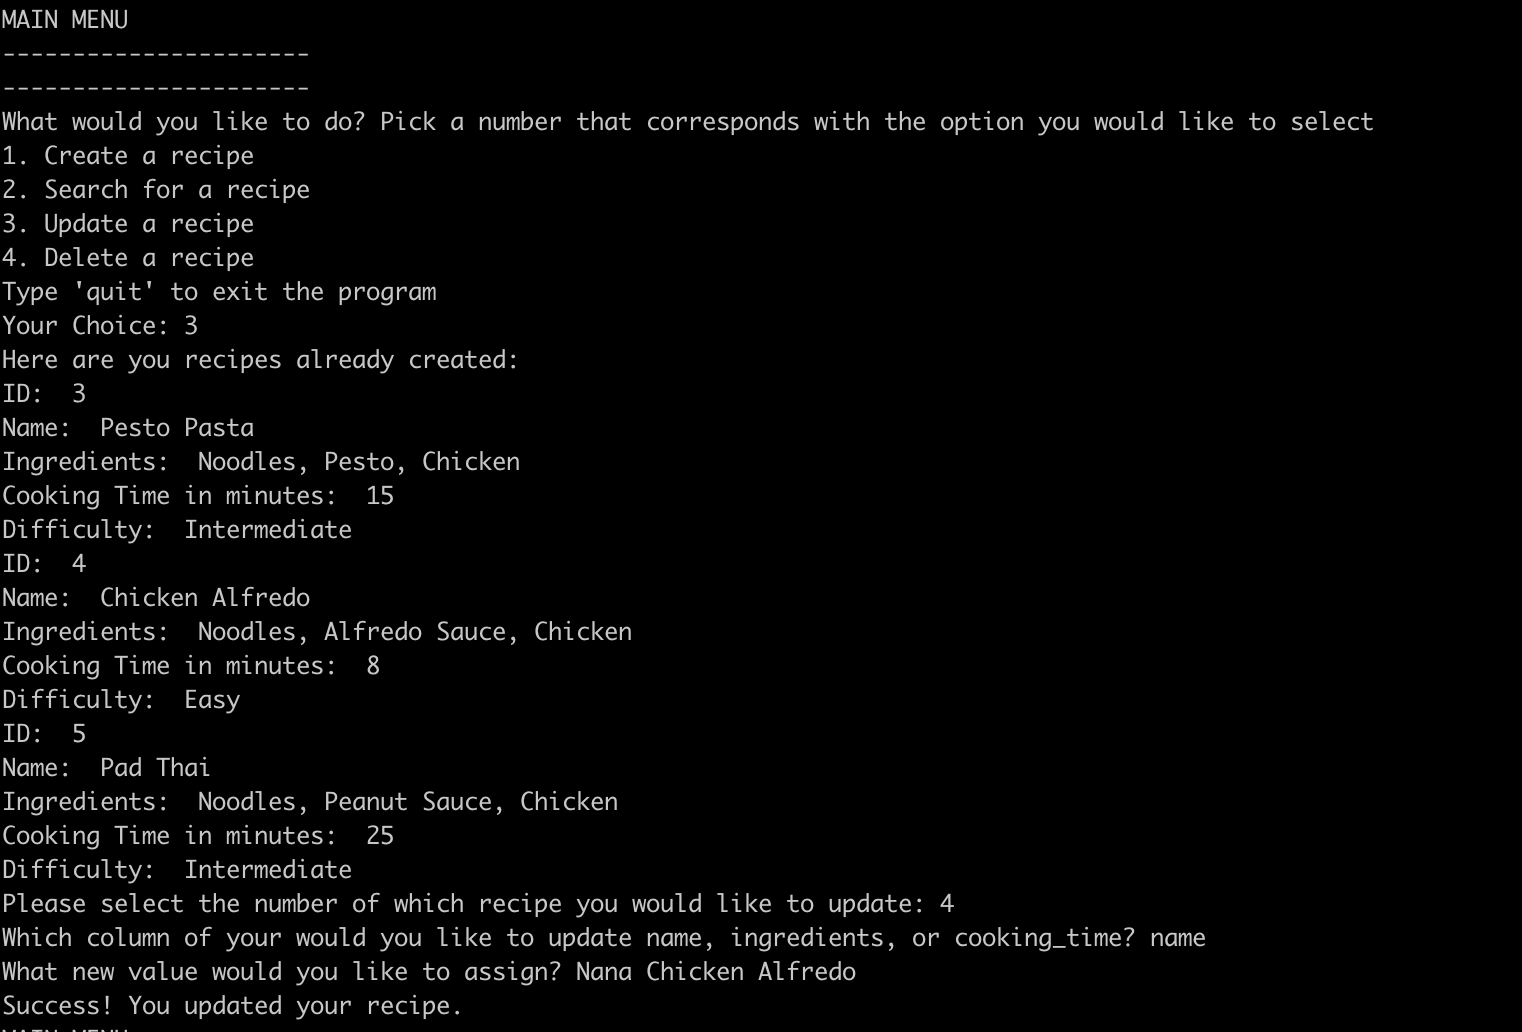 MAIN MENU
----------------------
----------------------
What would you like to do? Pick a number that corresponds with the option you would like to select
1. Create a recipe
2. Search for a recipe
3. Update a recipe
4. Delete a recipe
Type 'quit' to exit the program
Your Choice: 3
Here are you recipes already created:
ID:  3
Name:  Pesto Pasta
Ingredients:  Noodles, Pesto, Chicken
Cooking Time in minutes:  15
Difficulty:  Intermediate
ID:  4
Name:  Chicken Alfredo
Ingredients:  Noodles, Alfredo Sauce, Chicken
Cooking Time in minutes:  8
Difficulty:  Easy
ID:  5
Name:  Pad Thai
Ingredients:  Noodles, Peanut Sauce, Chicken
Cooking Time in minutes:  25
Difficulty:  Intermediate
Please select the number of which recipe you would like to update: 4
Which column of your would you like to update name, ingredients, or cooking_time? name
What new value would you like to assign? Nana Chicken Alfredo
Success! You updated your recipe.
MAIN MENU